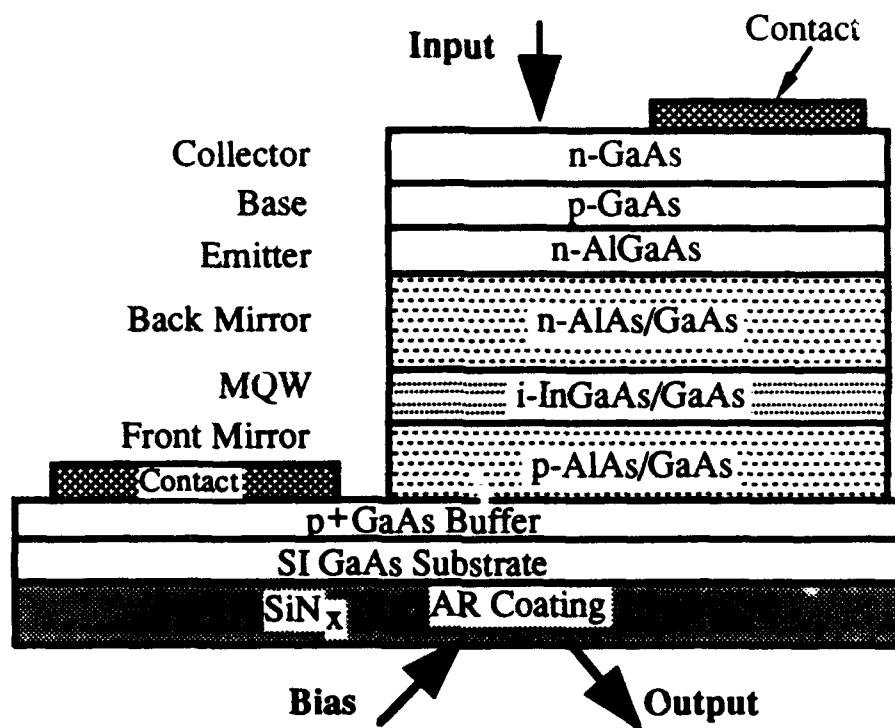 Input
Contact
Collector
n-GaAs
Base
p-GaAs
Emitter
n-AlGaAs
Back Mirror
n-AlAs/GaAs
MQW
i-InGaAs/GaAs
Front Mirror
p-AlAs/GaAs
Contact
p+GaAs Buffer
SI GaAs Substrate
SiNx AR Coating
Bias
Output